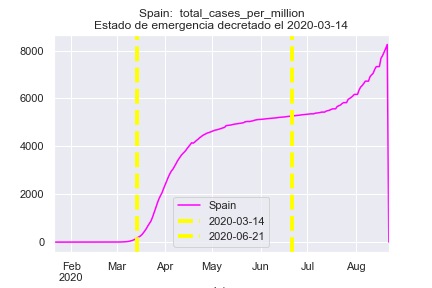 Spain:  total_cases_per_million
Estado de emergencia decretado el 2020-03-14
8000
6000
4000
2000
0
Spain
2020-03-14
2020-06-21
Feb Mar Apr May Jun Jul Aug
2020